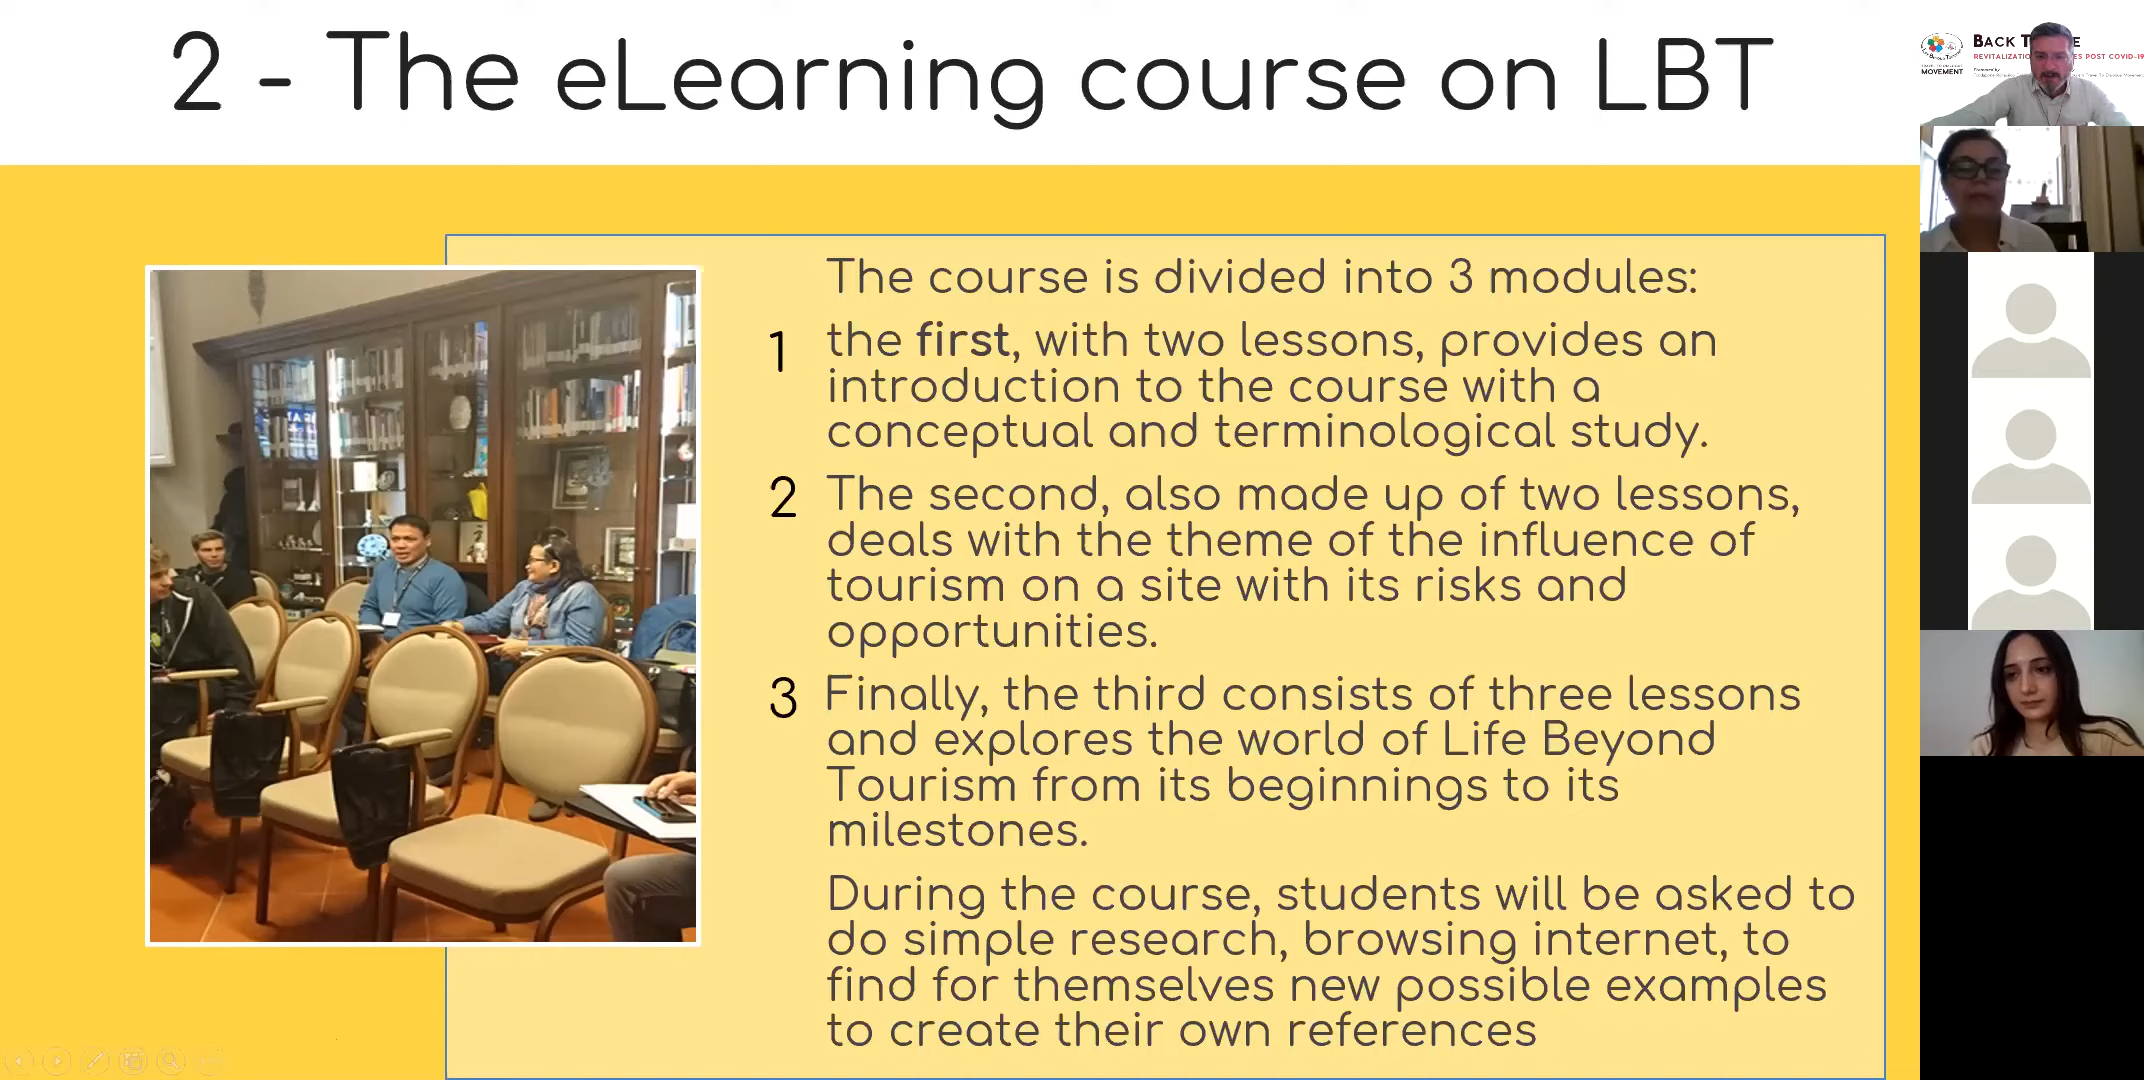 2 - The eLearning course on LBT
The course is divided into 3 modules:
1 the first, with two lessons, provides an
introduction to the course with a
conceptual and terminological study.
2 The second, also made up of two lessons,
deals with the theme of the influence of
tourism on a site with its risks and
opportunities.
3 Finally, the third consists of three lessons
and explores the world of Life Beyond
Tourism from its beginnings to its
milestones.
During the course, students will be asked to
do simple research, browsing internet, to
find for themselves new possible examples
to create their own references
BACK
POST COVID-19
MOVEMENT